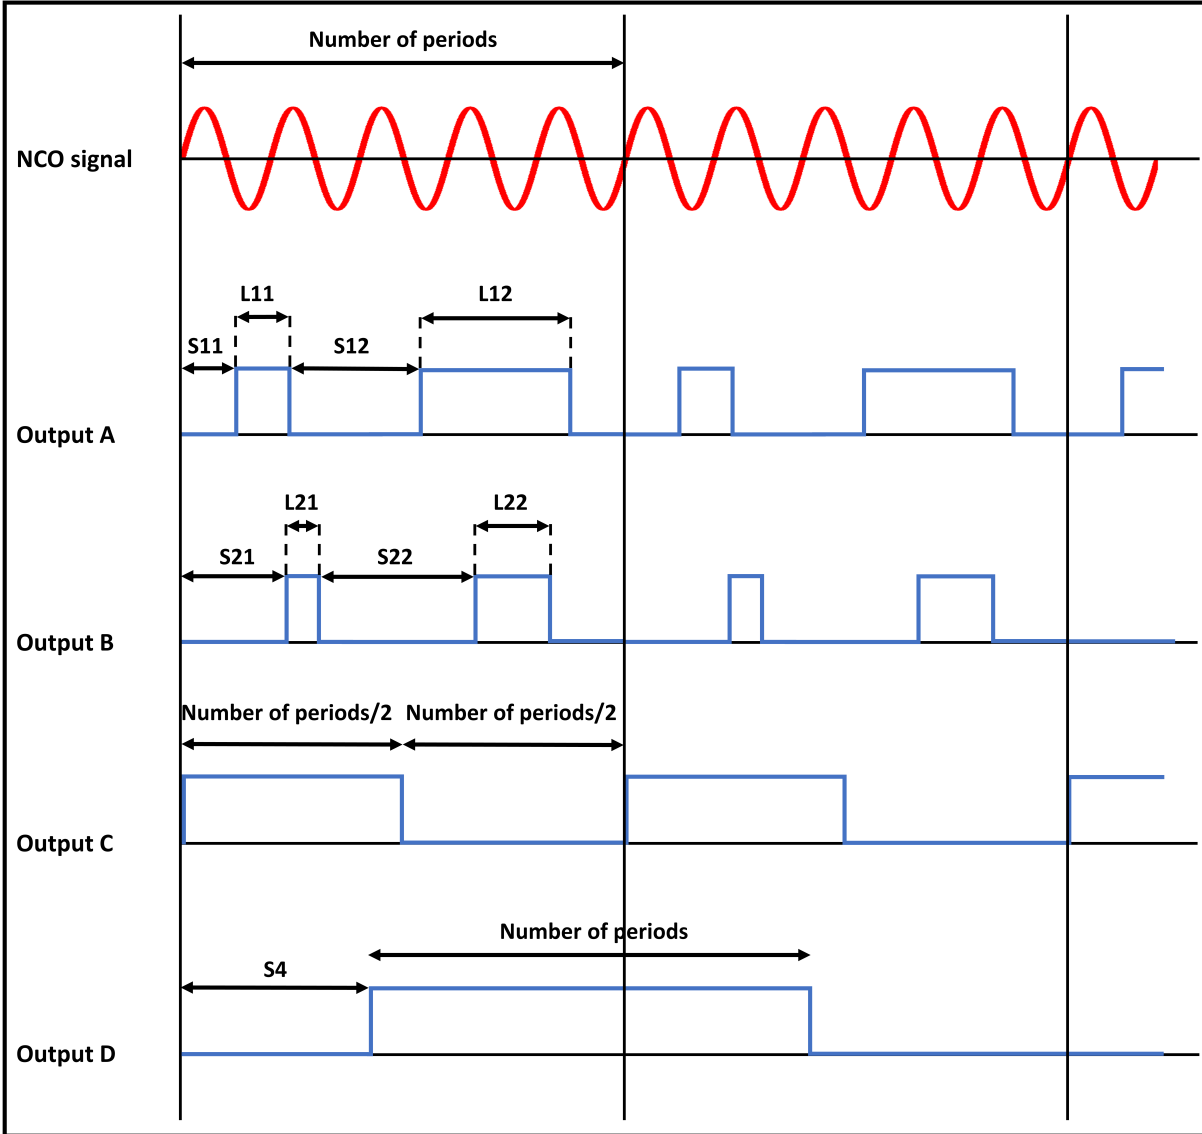 Number of periods
NCO signal
L11
L12
S11
S12
Output A
L21
L22
S21
S22
Output B
Number of periods/2
Number of periods/2
Output C
Number of periods
S4
Output D